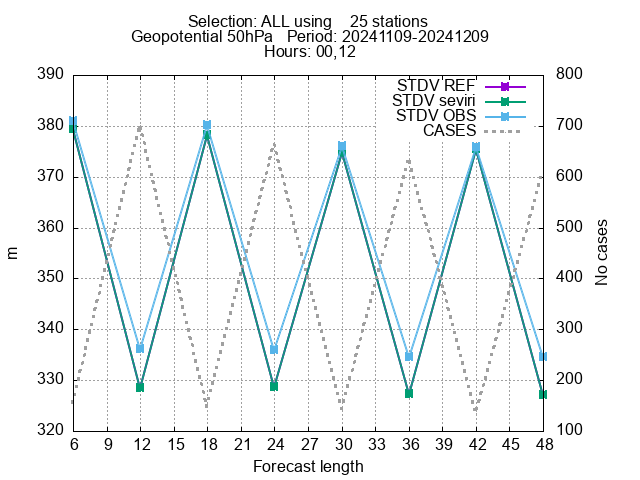 Selection: ALL using    25 stations
Geopotential 50hPa   Period: 20241109-20241209
Hours: 00,12
390
380
370
360
350
340
330
320
m
800
700
600
500
400
300
200
100
No cases
STDV REF
STDV seviri
STDV OBS
CASES
6 9 12 15 18 21 24 27 30 33 36 39 42 45 48
Forecast length